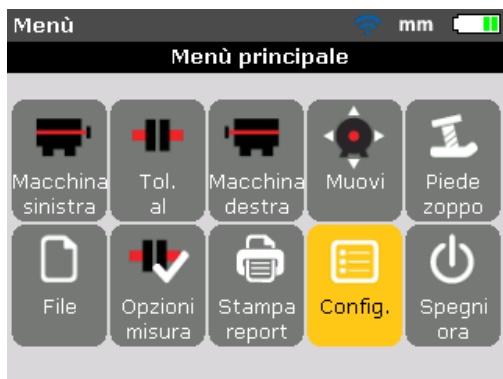 Menù mm
Menù principale
Macchina sinistra
Tol. al
Macchina destra
Muovi
Piede zoppo
File
Opzioni misura
Stampa report
Config.
Spegni ora